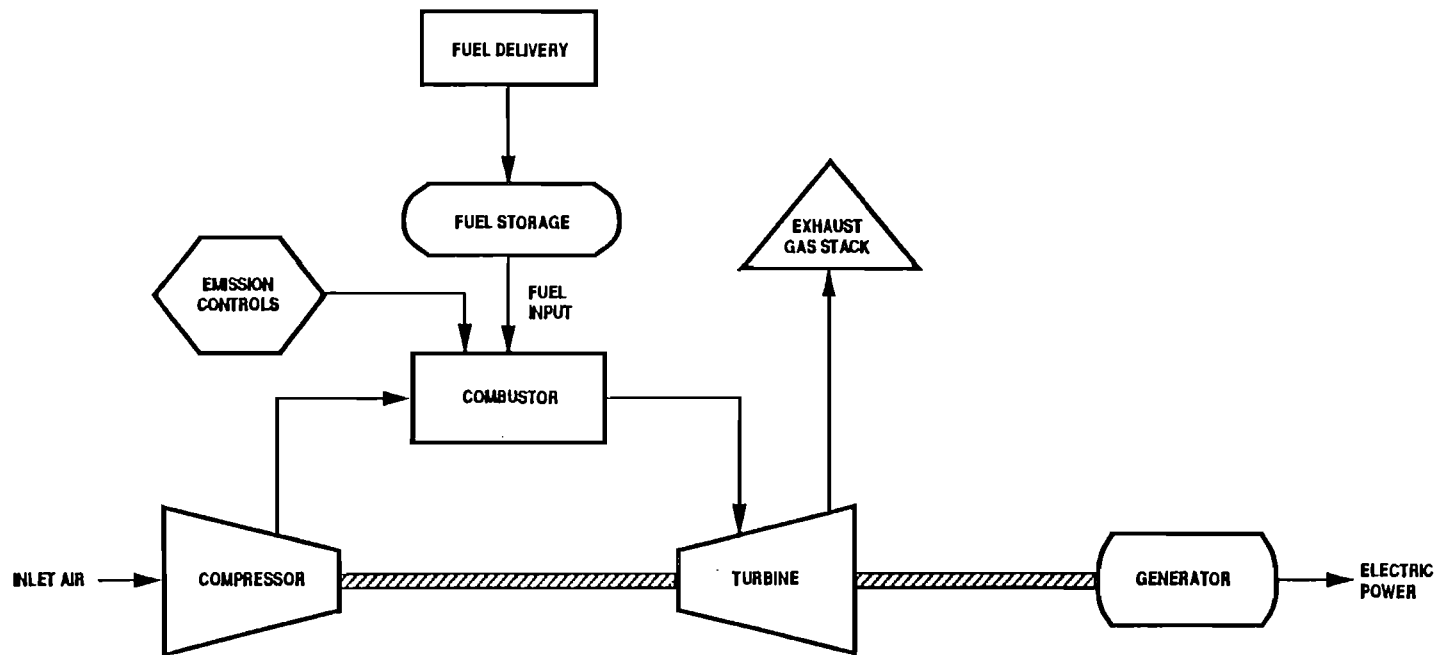 FUEL DELIVERY
FUEL STORAGE
EXHAUST
GAS STACK
EMISSION
CONTROLS
FUEL
INPUT
COMBUSTOR
INLET AIR
COMPRESSOR
TURBINE
GENERATOR
ELECTRIC
POWER